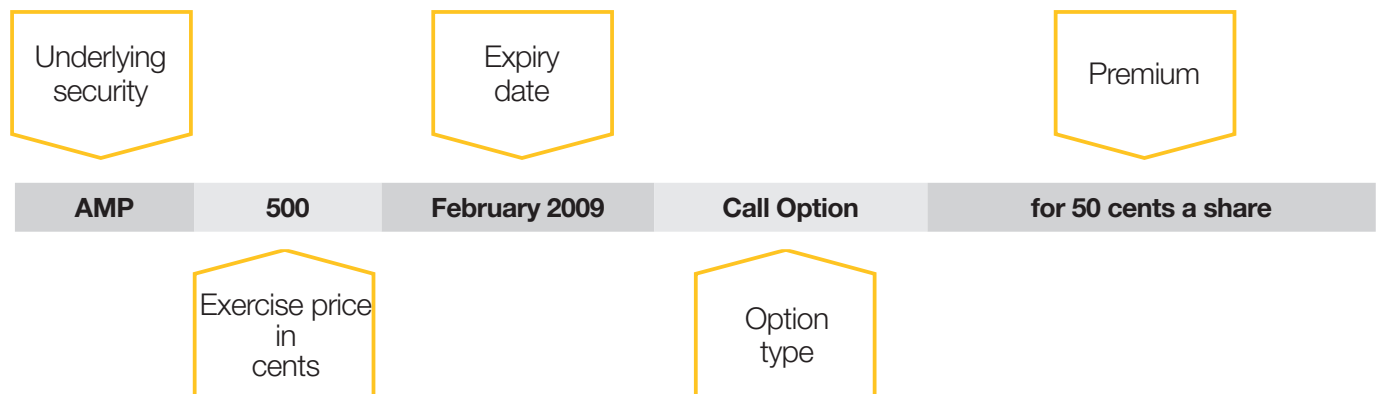 Underlying
security
Expiry
date
Premium
AMP 500 February 2009 Call Option for 50 cents a share
Exercise price
in
cents
Option
type